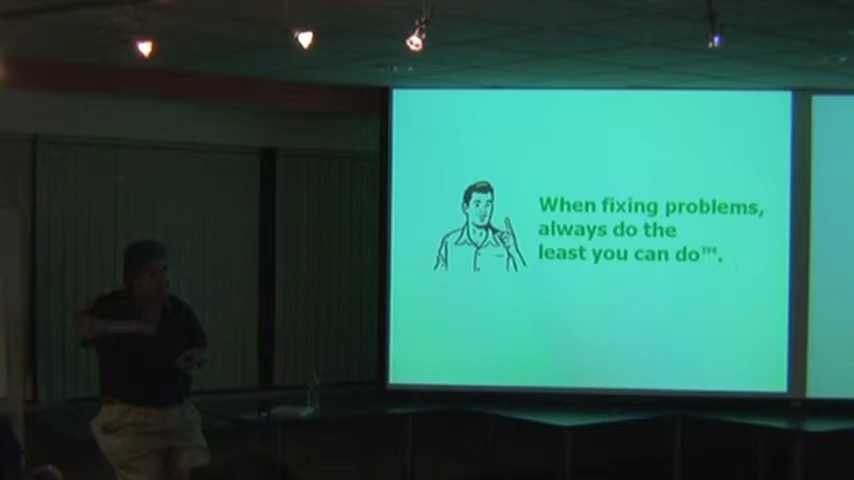 When fixing problems,
always do the
least you can do™.